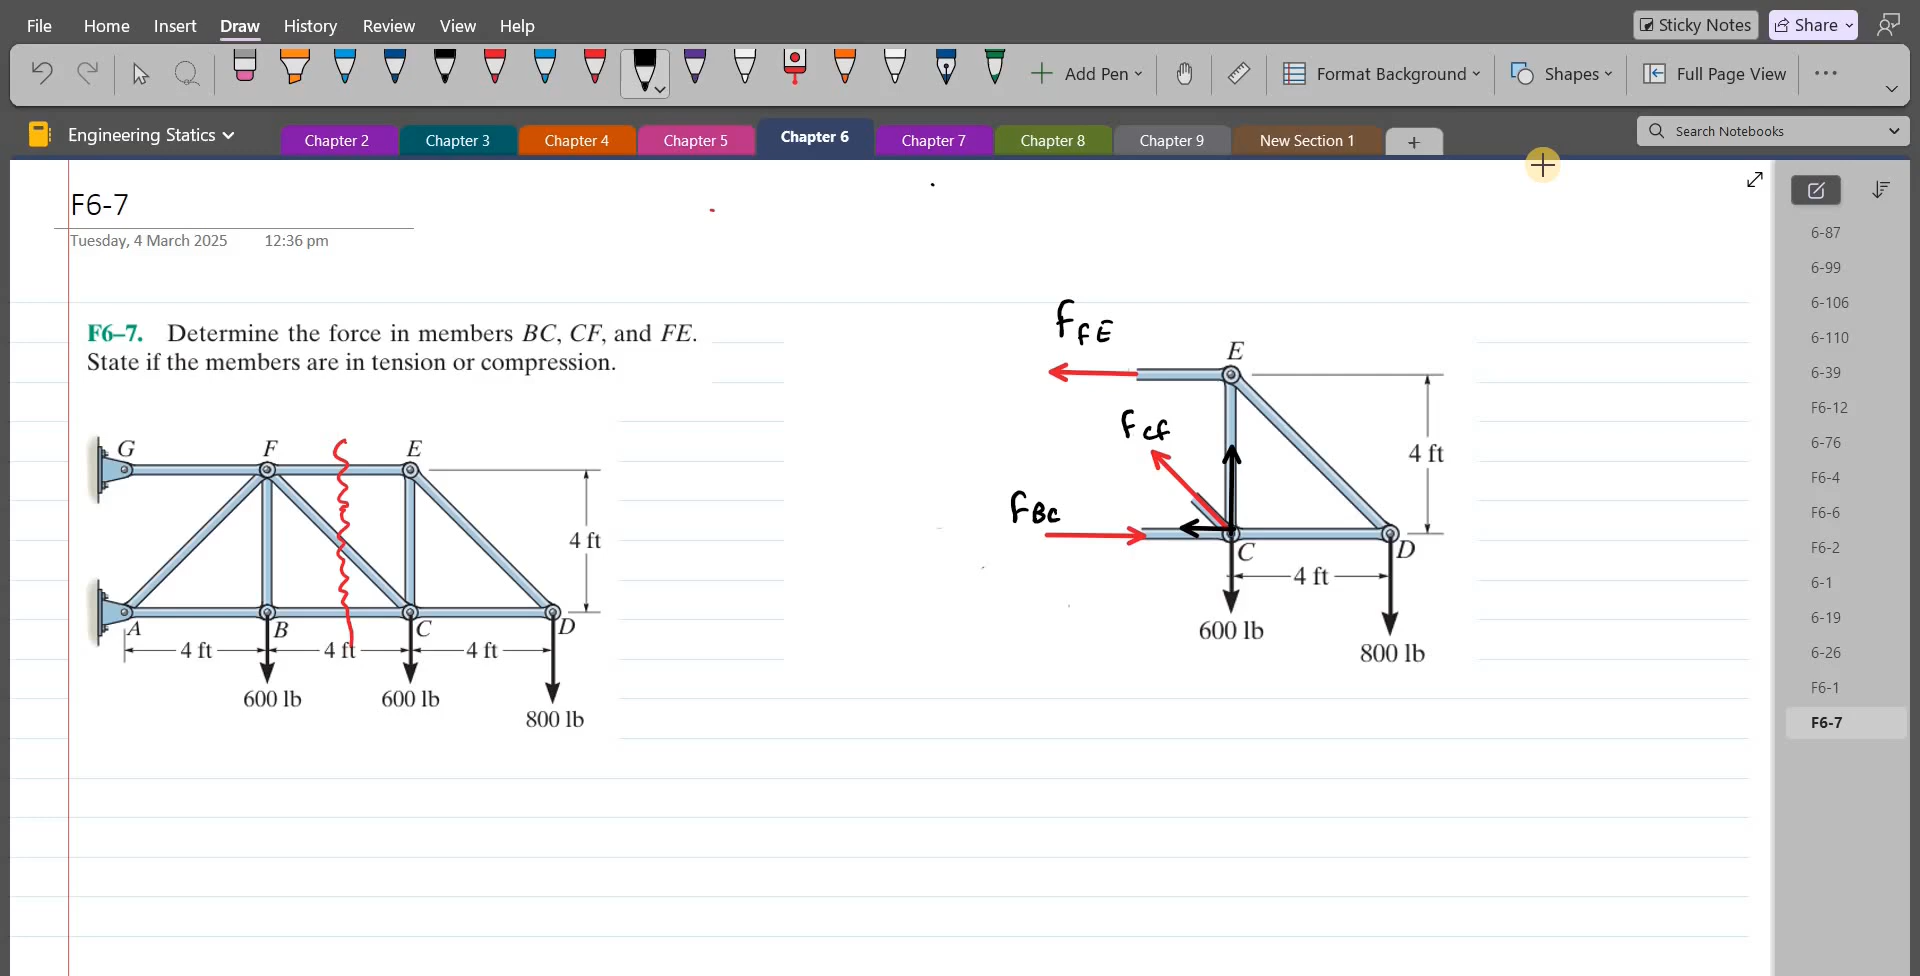 File Home Insert Draw History Review View Help
Sticky Notes Share
Add Pen Format Background Shapes Full Page View
Engineering Statics Chapter 2 Chapter 3 Chapter 4 Chapter 5 Chapter 6 Chapter 7 Chapter 8 Chapter 9 New Section 1 + Search Notebooks
F6-7
Tuesday, 4 March 2025 12:36 pm
F6–7. Determine the force in members BC, CF, and FE.
State if the members are in tension or compression.
G F E
4 ft
A B C D
4 ft 4 ft 4 ft
600 lb 600 lb
800 lb
F FE
E
F CF
4 ft
F BC
C D
4 ft
600 lb
800 lb
6-87
6-99
6-106
6-110
6-39
F6-12
6-76
F6-4
F6-6
F6-2
6-1
F6-19
6-26
F6-1
F6-7